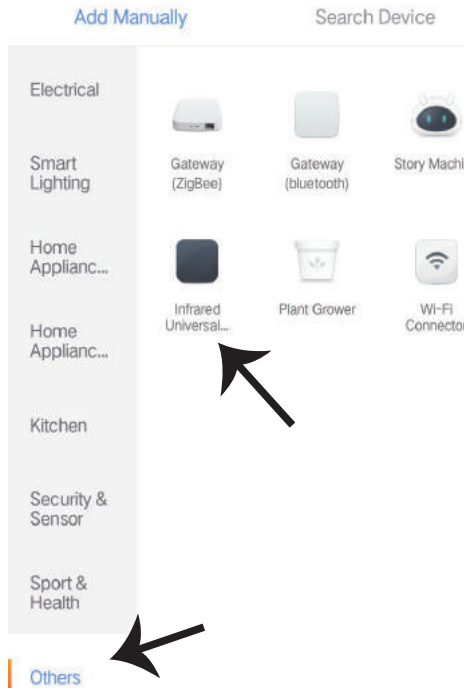 Add Manually
Search Device
Electrical
Smart
Lighting
Home
Applianc...
Home
Applianc...
Kitchen
Security &
Sensor
Sport &
Health
Others
Gateway
(ZigBee)
Gateway
(bluetooth)
Story Machi
Infrared
Universal...
Plant Grower
Wi-Fi
Connector